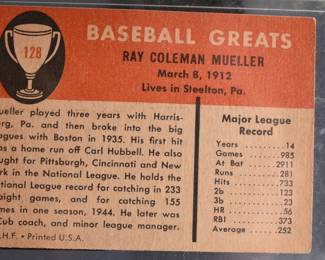 128
BASEBALL GREATS
RAY COLEMAN MUELLER
March 8, 1912
Lives in Steelton, Pa.
ueller played three years with Harris-
rg, Pa. and then broke into the big
agues with Boston in 1935. His first hit
as a home run off Carl Hubbell. He also
ught for Pittsburgh, Cincinnati and New
rk in the National League. He holds the
tional League record for catching in 233
aight games, and for catching 155
mes in one season, 1944. He later was
Cub coach, and minor league manager.
.H.F. • Printed U.S.A.
Major League
Record
Years 14
Games 985
At Bat 2911
Runs 281
Hits 733
2b 123
3b 23
HR 56
RBI 373
Average .252